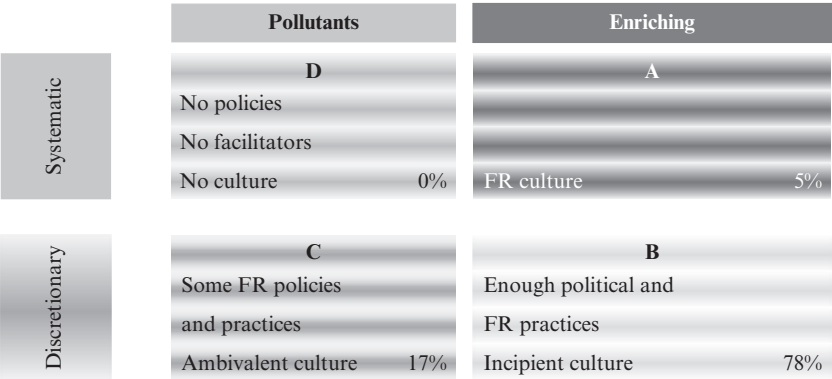 Pollutants
Enriching
Systematic
D
No policies
No facilitators
No culture 0%
A
FR culture 5%
Discretionary
C
Some FR policies
and practices
Ambivalent culture 17%
B
Enough political and
FR practices
Incipient culture 78%